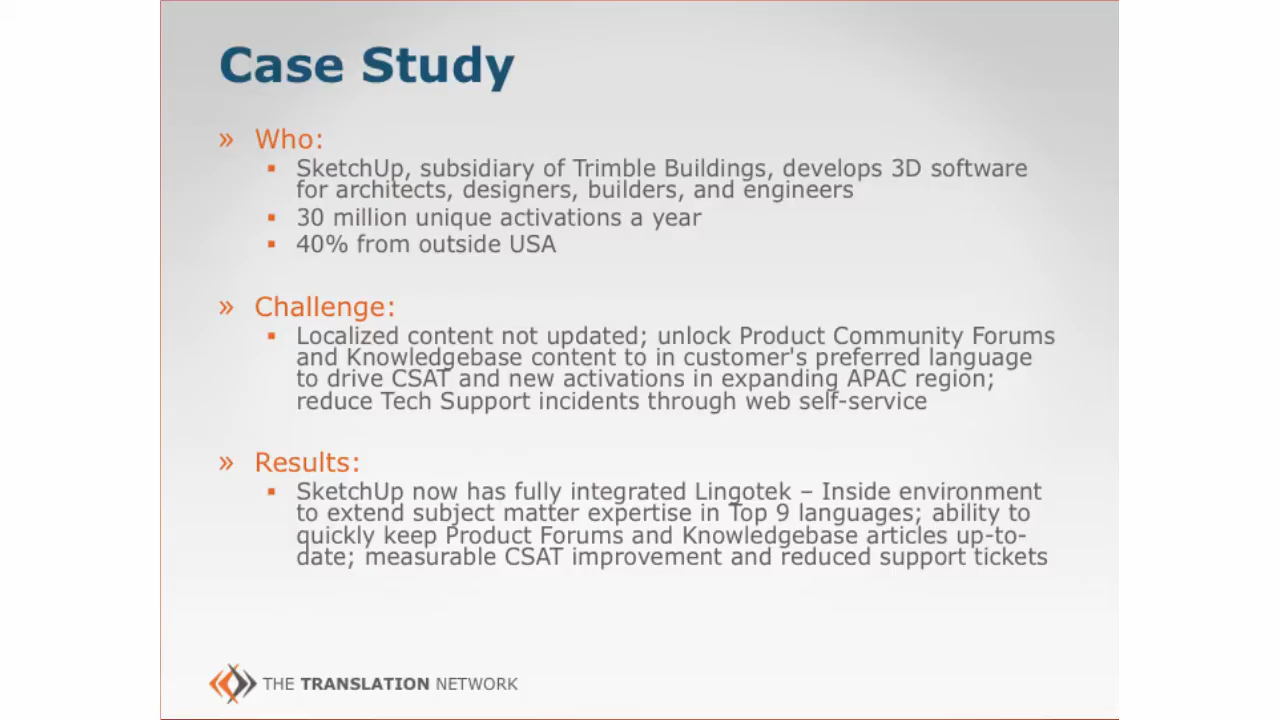 Case Study
» Who:
▪ SketchUp, subsidiary of Trimble Buildings, develops 3D software
for architects, designers, builders, and engineers
▪ 30 million unique activations a year
▪ 40% from outside USA
» Challenge:
▪ Localized content not updated; unlock Product Community Forums
and Knowledgebase content to in customer's preferred language
to drive CSAT and new activations in expanding APAC region;
reduce Tech Support incidents through web self-service
» Results:
▪ SketchUp now has fully integrated Lingotek – Inside environment
to extend subject matter expertise in Top 9 languages; ability to
quickly keep Product Forums and Knowledgebase articles up-to-
date; measurable CSAT improvement and reduced support tickets
THE TRANSLATION NETWORK